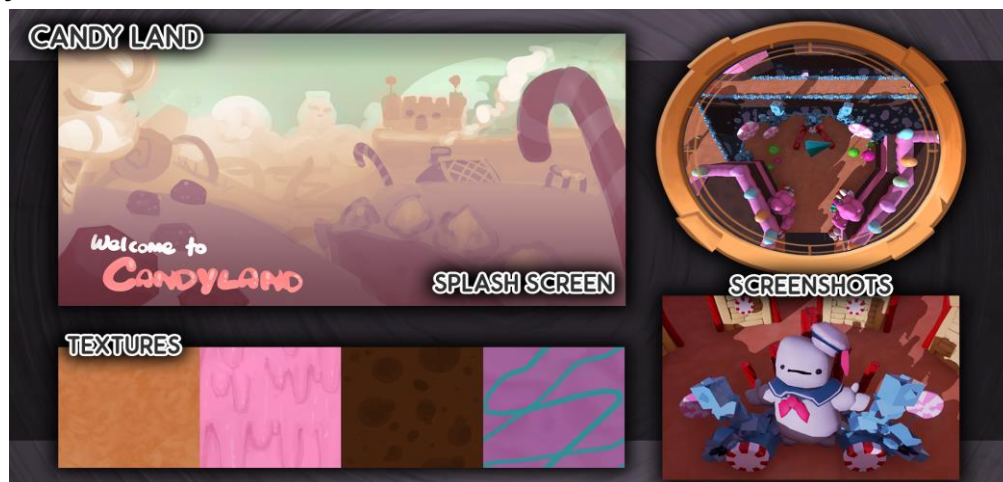 CANDY LAND
Welcome to
CANDYLAND
SPLASH SCREEN
SCREENSHOTS
TEXTURES